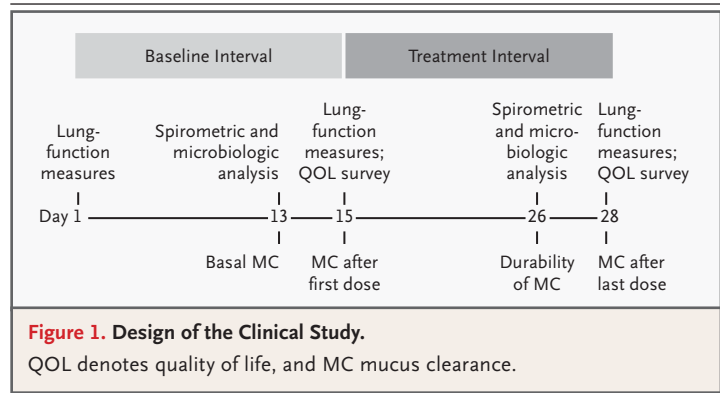 Baseline Interval
Treatment Interval
Lung-
function
measures
Spirometric and
microbiologic
analysis
Lung-
function
measures;
QOL survey
Spirometric
and micro-
biologic
analysis
Lung-
function
measures;
QOL survey
Day 1
13
15
26
28
Basal MC
MC after
first dose
Durability
of MC
MC after
last dose
Figure 1. Design of the Clinical Study.
QOL denotes quality of life, and MC mucus clearance.